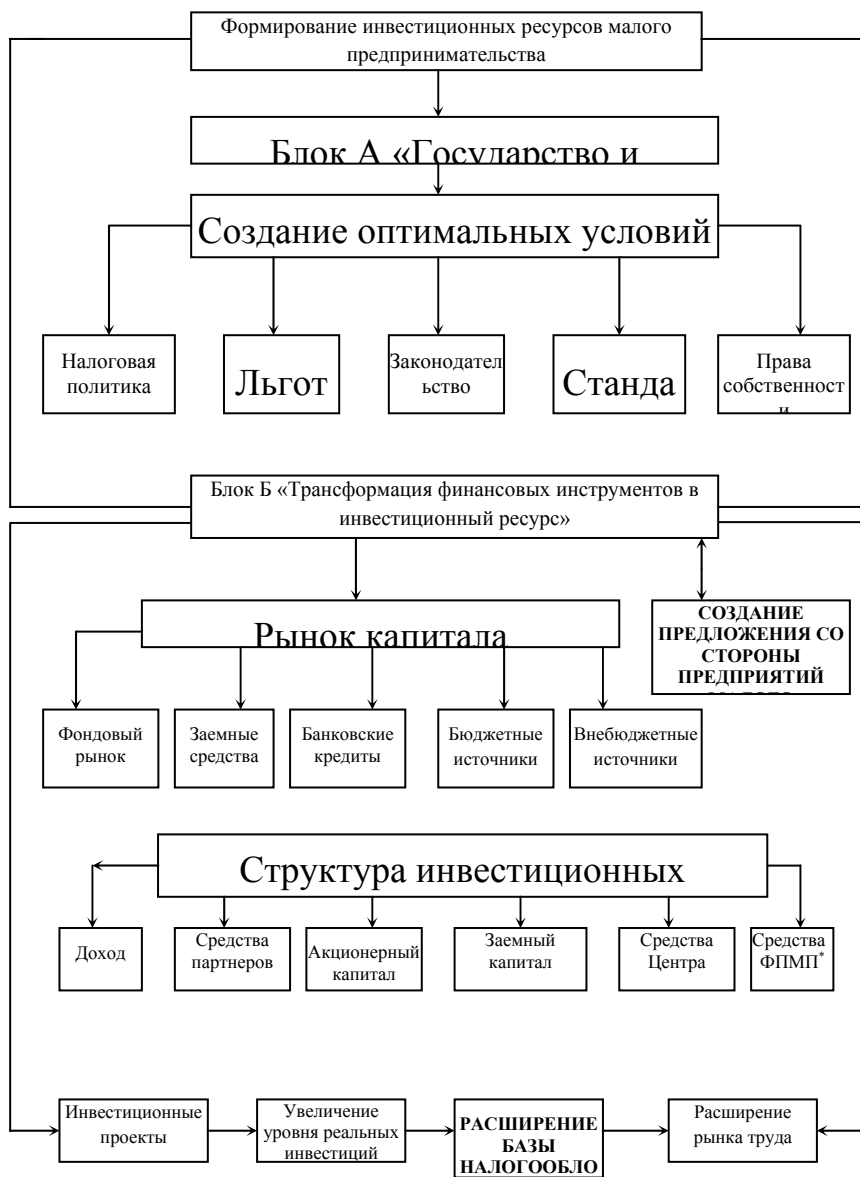 Формирование инвестиционных ресурсов малого
предпринимательства
Блок А «Государство и
Создание оптимальных условий
Налоговая
политика
Льгот
Законодател
ьство
Станда
Права
собственност
и
Блок Б «Трансформация финансовых инструментов в
инвестиционный ресурс»
Рынок капитала
СОЗДАНИЕ
ПРЕДЛОЖЕНИЯ СО
СТОРОНЫ
ПРЕДПРИЯТИЙ
Фондовый
рынок
Заемные
средства
Банковские
кредиты
Бюджетные
источники
Внебюджетные
источники
Структура инвестиционных
Доход
Средства
партнеров
Акционерный
капитал
Заемный
капитал
Средства
Центра
Средства
ФПМП*
Инвестиционные
проекты
Увеличение
уровня реальных
инвестиций
РАСШИРЕНИЕ
БАЗЫ
НАЛОГООБЛО
Расширение
рынка труда